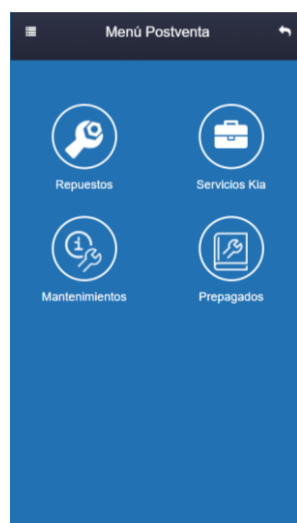 Menú Postventa
Repuestos
Servicios Kia
Mantenimientos
Prepagados